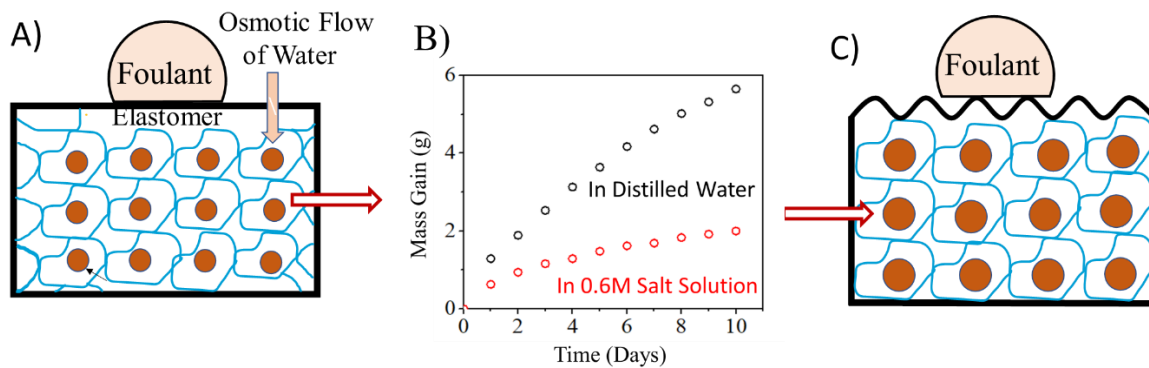 A)
Osmotic Flow
of Water
Foulant
Elastomer
B)
6
4
2
0
Mass Gain (g)
In Distilled Water
In 0.6M Salt Solution
0 2 4 6 8 10
Time (Days)
C)
Foulant